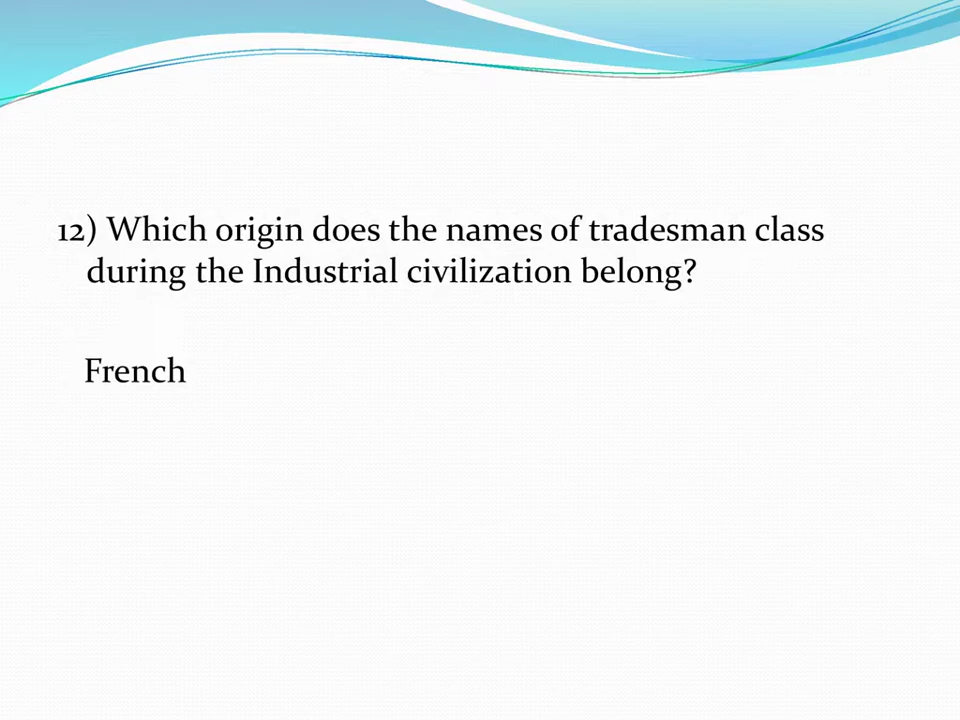 12) Which origin does the names of tradesman class
during the Industrial civilization belong?
French